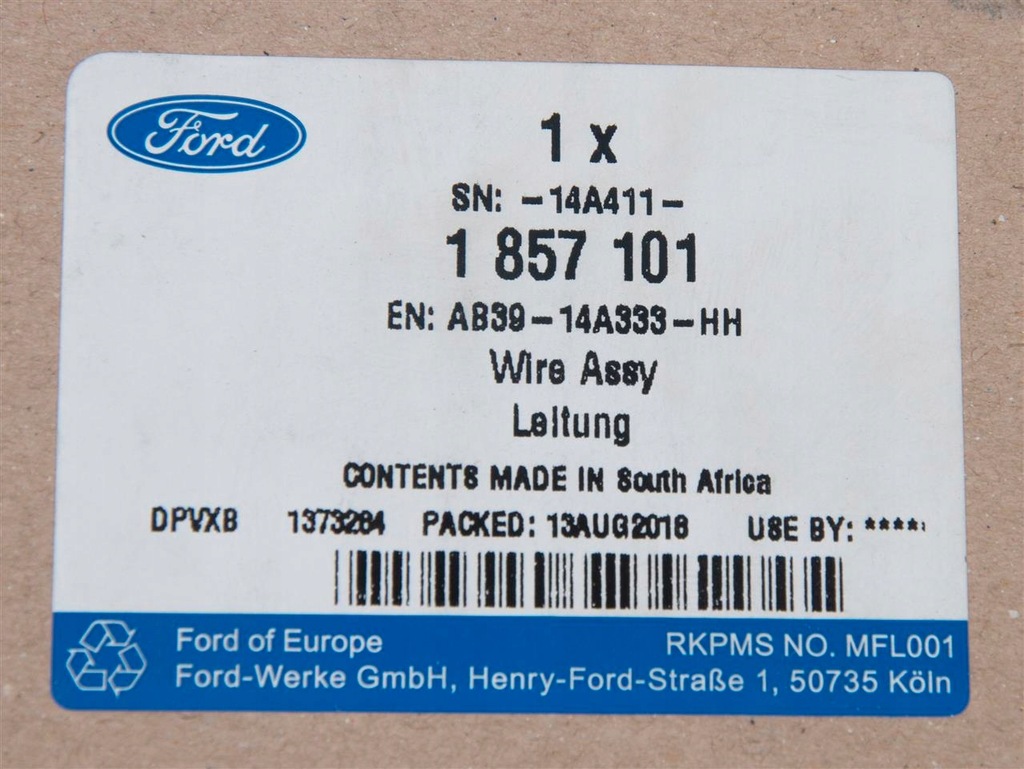 Ford
1 x
SN: -14A411-
1 857 101
EN: AB39-14A333-HH
Wire Assy
Leitung
CONTENTS MADE IN South Africa
DPVXB 1373284 PACKED: 13AUG2018 USE BY: ****
Ford of Europe RKPMS NO. MFL001
Ford-Werke GmbH, Henry-Ford-Straße 1, 50735 Köln